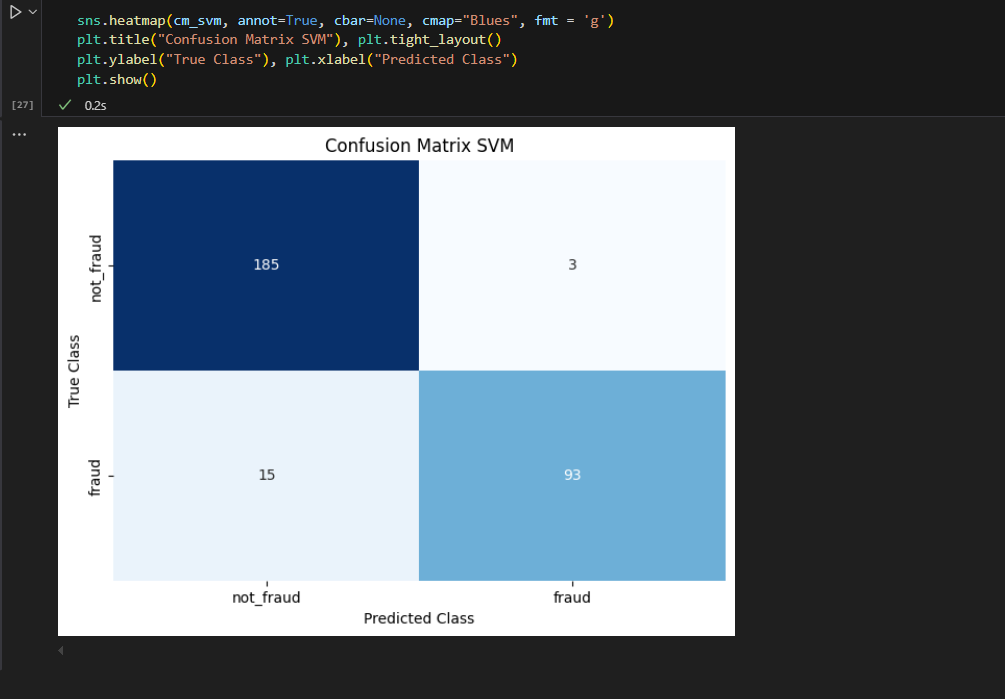 sns.heatmap(cm_svm, annot=True, cbar=None, cmap="Blues", fmt = 'g')
plt.title("Confusion Matrix SVM"), plt.tight_layout()
plt.ylabel("True Class"), plt.xlabel("Predicted Class")
plt.show()
[27]
0.2s
...
Confusion Matrix SVM
not_fraud
185
3
True Class
fraud
15
93
not_fraud
fraud
Predicted Class